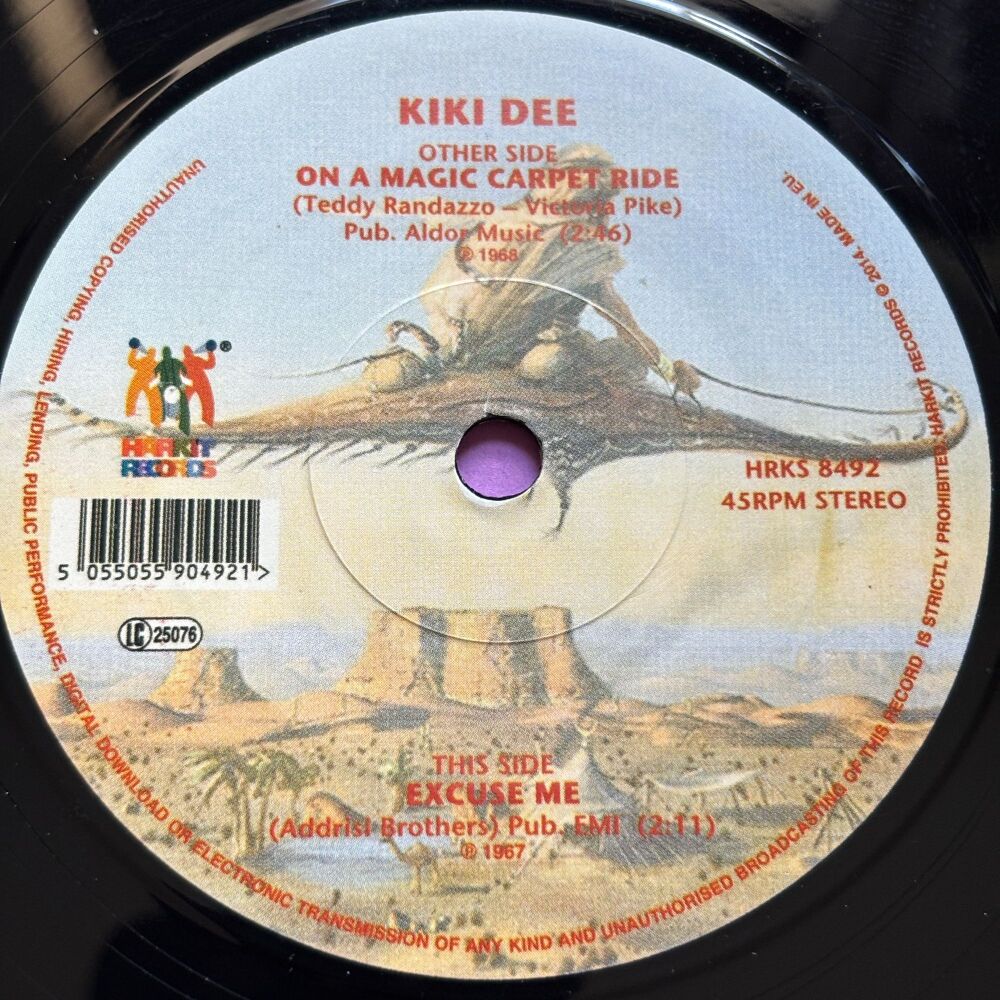 KIKI DEE
OTHER SIDE
ON A MAGIC CARPET RIDE
(Teddy Randazzo – Victoria Pike)
Pub. Aldor Music (2:46)
℗ 1968
®
HARKIT
RECORDS
HRKS 8492
45RPM STEREO
5 055055 904921 >
LC 25076
THIS SIDE
EXCUSE ME
(Addrisi Brothers) Pub. EMI (2:11)
℗ 1967
UNAUTHORISED COPYING, HIRING, LENDING, PUBLIC PERFORMANCE, DIGITAL DOWNLOAD OR ELECTRONIC TRANSMISSION OF ANY KIND AND UNAUTHORISED BROADCASTING OF THIS RECORD IS STRICTLY PROHIBITED. HARKIT RECORDS © 2014. MADE IN EU.